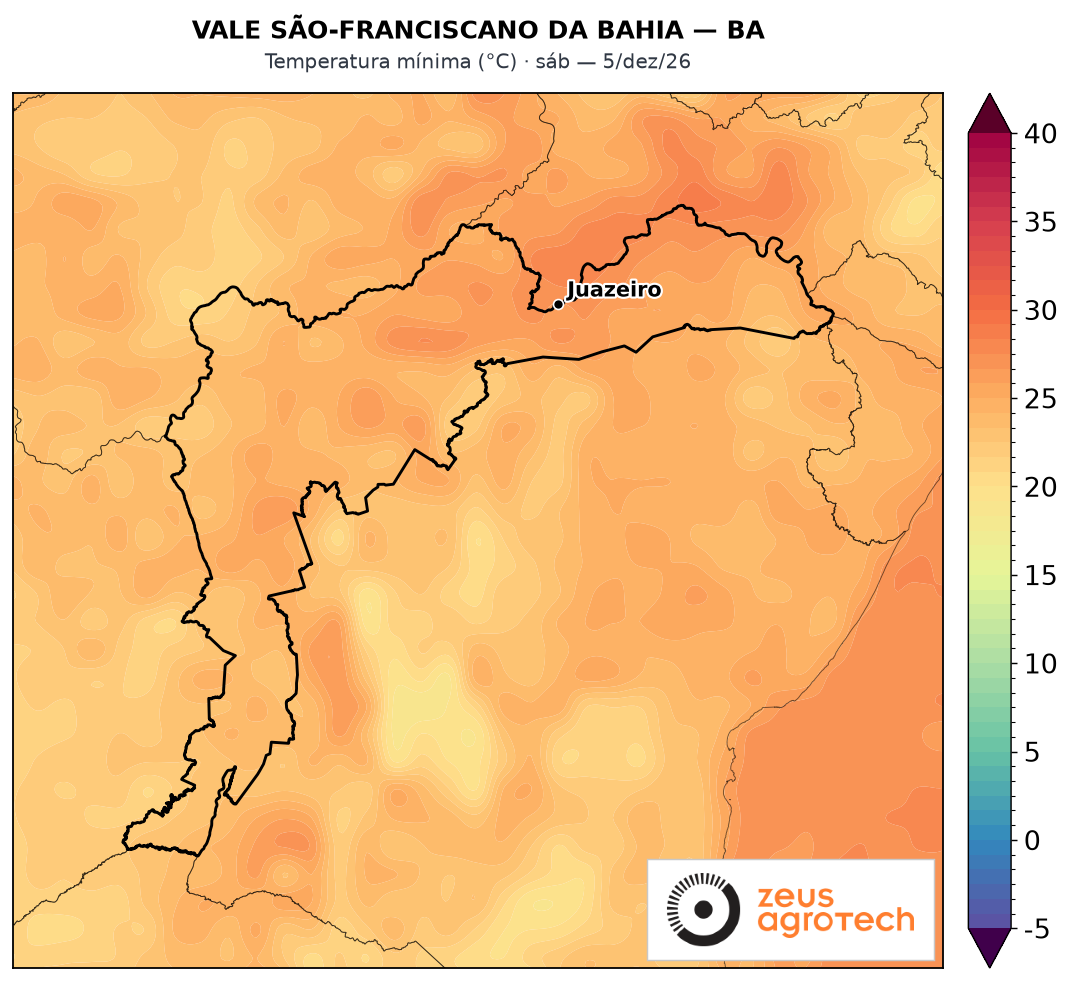 VALE SÃO-FRANCISCANO DA BAHIA — BA
Temperatura mínima (°C) · sáb — 5/dez/26
Juazeiro
40
35
30
25
20
15
10
5
0
-5
zeus
agrotech